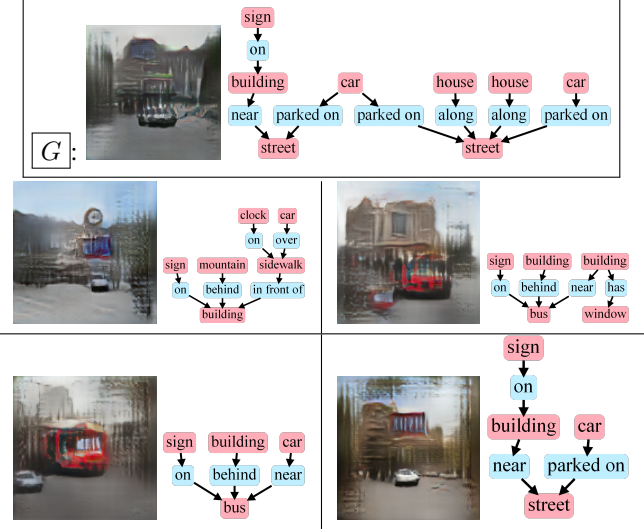 sign
on
building car house house car
near parked on parked on along along parked on
G :
street street
clock car
on over
sign mountain sidewalk
on behind in front of
building
sign building building
on behind near has
bus window
sign building car
on behind near
bus
sign
on
building car
near parked on
street